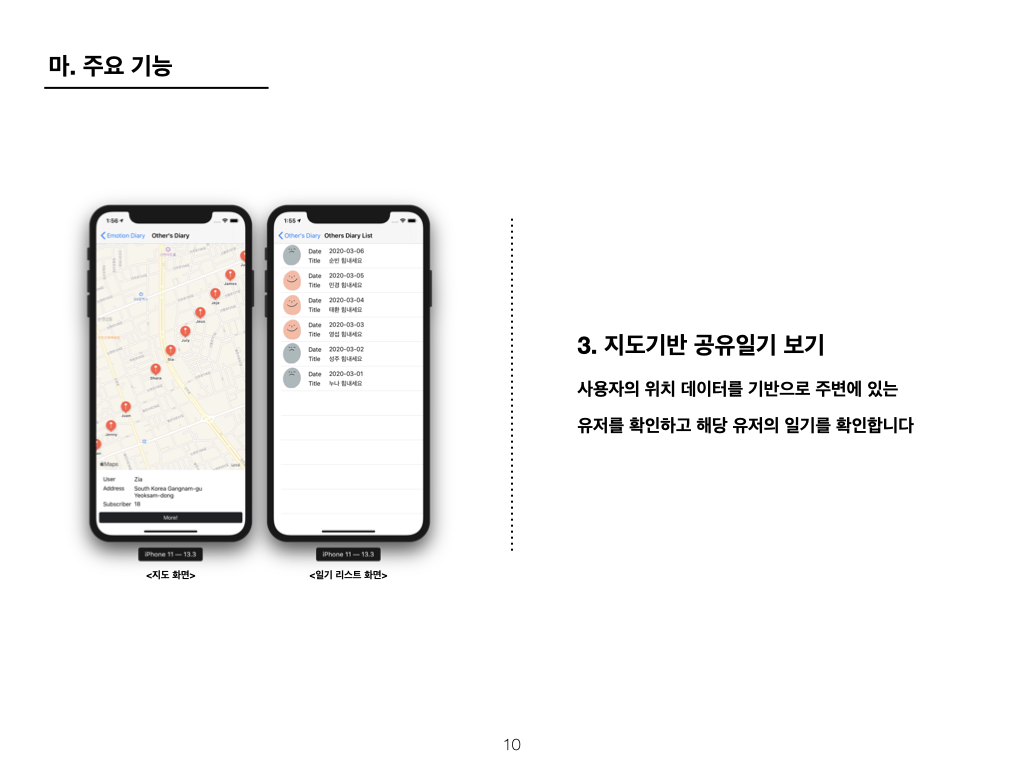 마. 주요 기능
1:56
Emotion Diary
Other's Diary
James
Jojo
Jane
July
Zia
Shara
Juan
Jenny
Maps
Legal
User Zia
Address South Korea Gangnam-gu
Yeoksam-dong
Subscriber 18
More!
iPhone 11 — 13.3
<지도 화면>
1:55
Other's Diary
Others Diary List
Date 2020-03-06
Title 순빈 힘내세요
Date 2020-03-05
Title 민경 힘내세요
Date 2020-03-04
Title 태환 힘내세요
Date 2020-03-03
Title 영섭 힘내세요
Date 2020-03-02
Title 성주 힘내세요
Date 2020-03-01
Title 누나 힘내세요
iPhone 11 — 13.3
<일기 리스트 화면>
3. 지도기반 공유일기 보기
사용자의 위치 데이터를 기반으로 주변에 있는
유저를 확인하고 해당 유저의 일기를 확인합니다
10